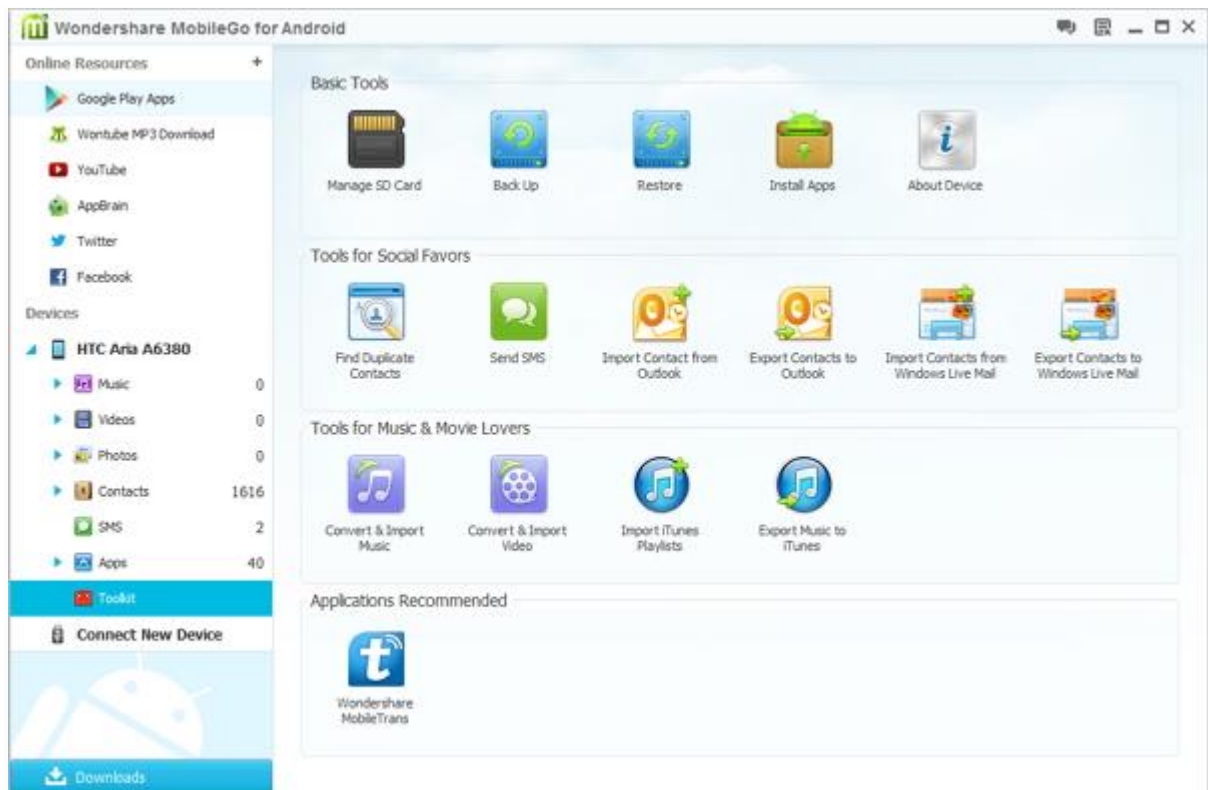 Wondershare MobileGo for Android
Online Resources +
Google Play Apps
Wontube MP3 Download
YouTube
AppBrain
Twitter
Facebook
Devices
HTC Aria A6380
Music 0
Videos 0
Photos 0
Contacts 1616
SMS 2
Apps 40
Toolkit
Connect New Device
Downloads
Basic Tools
Manage SD Card
Back Up
Restore
Install Apps
About Device
Tools for Social Favors
Find Duplicate
Contacts
Send SMS
Import Contact from
Outlook
Export Contacts to
Outlook
Import Contacts from
Windows Live Mail
Export Contacts to
Windows Live Mail
Tools for Music & Movie Lovers
Convert & Import
Music
Convert & Import
Video
Import iTunes
Playlists
Export Music to
iTunes
Applications Recommended
Wondershare
MobileTrans